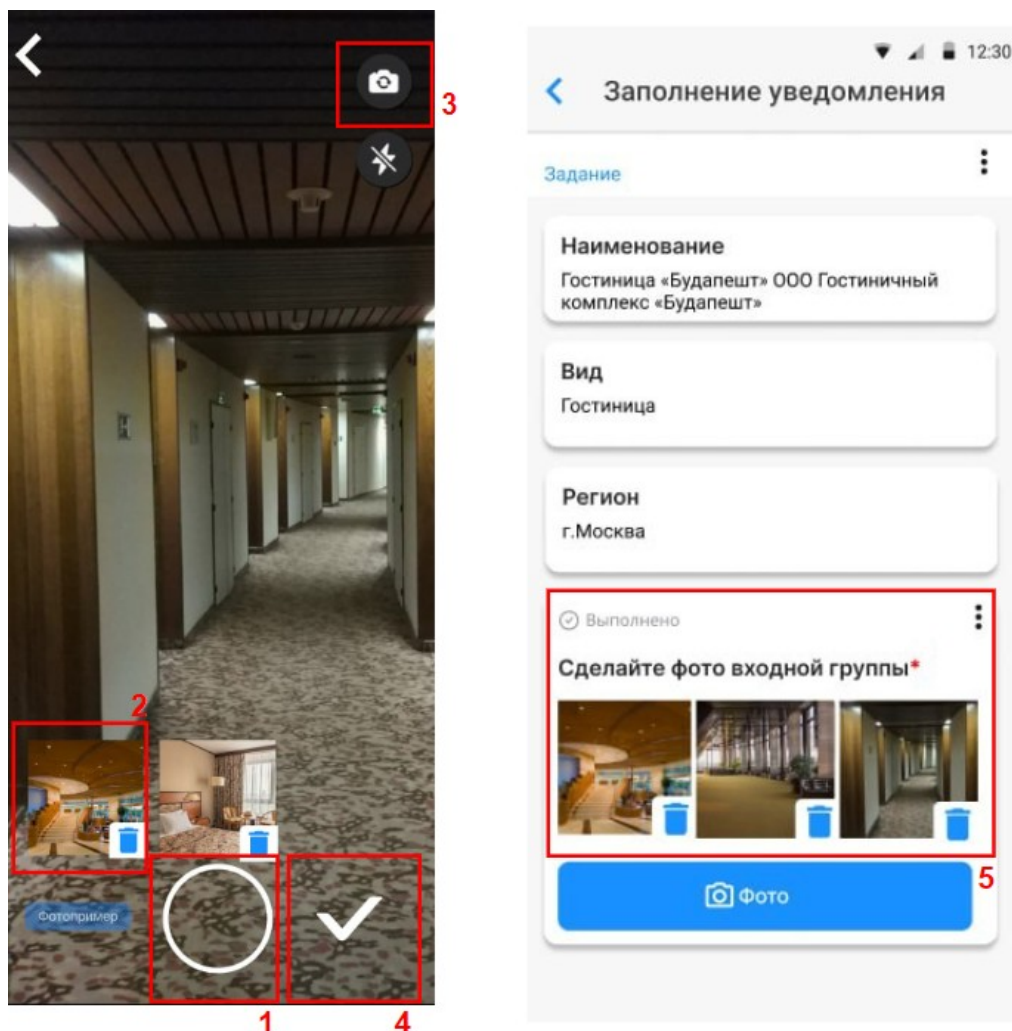 3
2
Фотопример
1
4
12:30
Заполнение уведомления
Задание
Наименование
Гостиница «Будапешт» ООО Гостиничный
комплекс «Будапешт»
Вид
Гостиница
Регион
г.Москва
Выполнено
Сделайте фото входной группы*
5
Фото